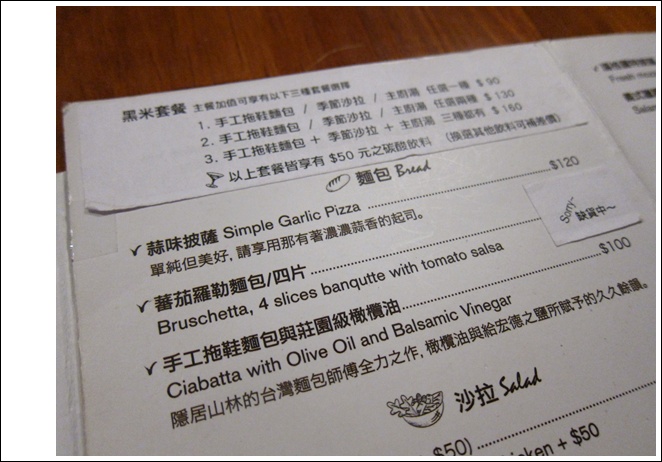 黑米套餐 主餐加值可享有以下三種套餐選擇
1. 手工拖鞋麵包 / 季節沙拉 / 主廚湯 任選一種 $ 90
2. 手工拖鞋麵包 / 季節沙拉 / 主廚湯 任選兩種 $ 130
3. 手工拖鞋麵包 + 季節沙拉 + 主廚湯 三種都有 $ 160
以上套餐皆享有 $50 元之碳酸飲料 (換選其他飲料可補推價)
麵包 Bread
蒜味披薩 Simple Garlic Pizza $120
單純但美好, 請享用那有著濃濃蒜香的起司。
Sorry~ 缺貨中~
蕃茄羅勒麵包/四片
Bruschetta, 4 slices banqutte with tomato salsa
手工拖鞋麵包與莊園級橄欖油 $100
Ciabatta with Olive Oil and Balsamic Vinegar
隱居山林的台灣麵包師傅全力之作, 橄欖油與給宏德之鹽所賦予的久久餘韻。
沙拉 Salad
$50)
+ $50